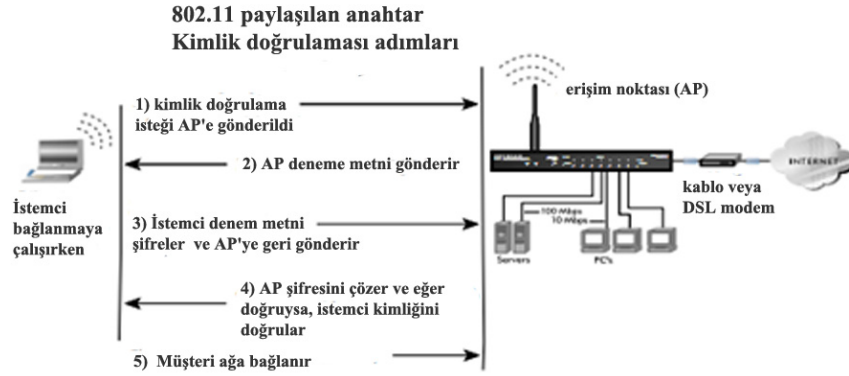 802.11 paylaşılan anahtar
Kimlik doğrulaması adımları
erişim noktası (AP)
1) kimlik doğrulama
isteği AP'e gönderildi
2) AP deneme metni gönderir
INTERNET
kablo veya
DSL modem
İstemci
bağlanmaya
çalışırken
3) İstemci denem metni
şifreler ve AP'ye geri gönderir
100 Mbps
10 Mbps
Servers
PC's
4) AP şifresini çözer ve eğer
doğruysa, istemci kimliğini
doğrular
5) Müşteri ağa bağlanır